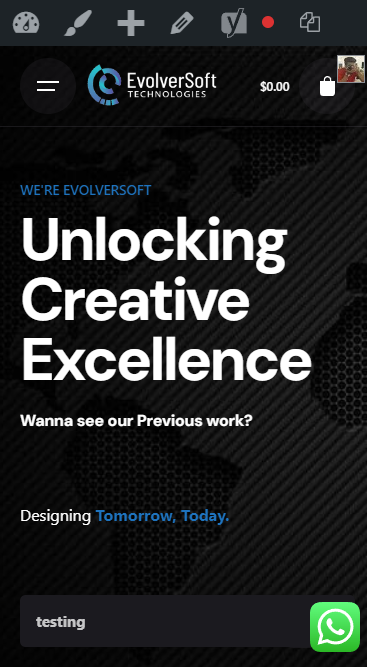 EvolverSoft
TECHNOLOGIES
$0.00
WE'RE EVOLVERSOFT
Unlocking
Creative
Excellence
Wanna see our Previous work?
Designing Tomorrow, Today.
testing